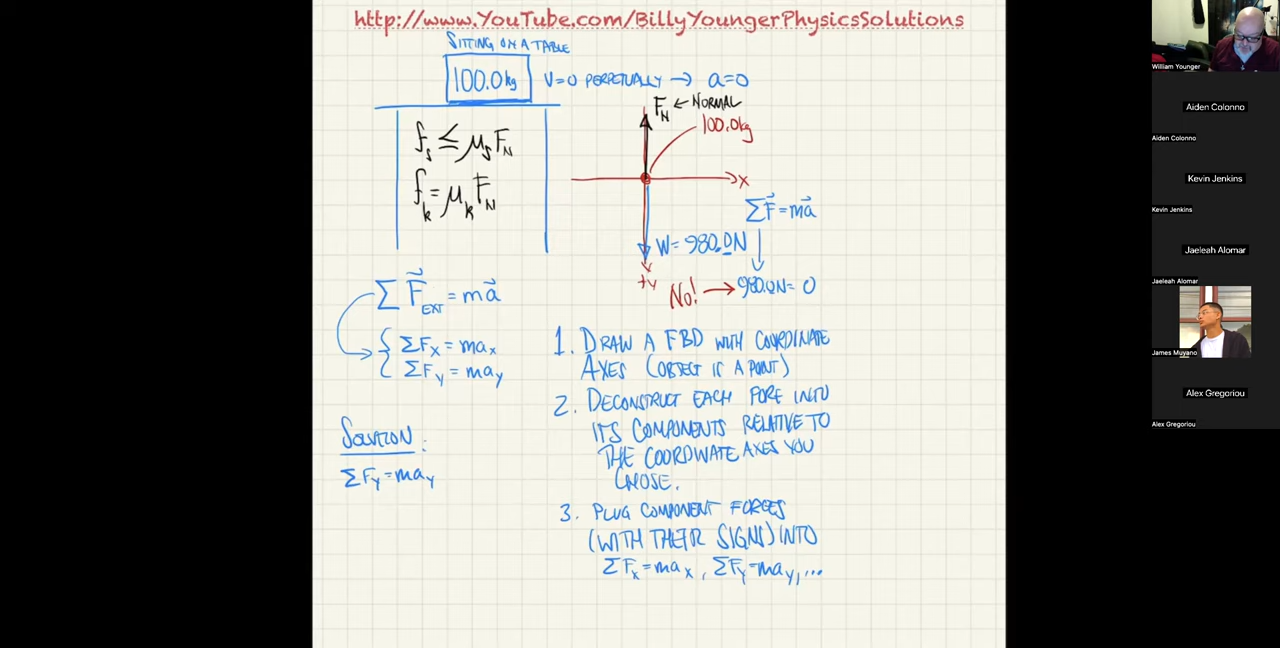 http://www.YouTube.com/BillyYoungerPhysicsSolutions
SITTING ON A TABLE
100.0kg
V=0 PERPETUALLY → a=0
F_N ← NORMAL
100.0kg
f_s ≤ μ_s F_N
f_k = μ_k F_N
x
ΣF⃗ = ma⃗
W = 980.0N
+y
No! → 980.0N = 0
ΣF⃗_EXT = ma⃗
ΣF_x = ma_x
ΣF_y = ma_y
1. DRAW A FBD WITH COORDINATE
AXES (OBJECT IS A POINT)
2. DECONSTRUCT EACH FORE INTO
ITS COMPONENTS RELATIVE TO
THE COORDINATE AXES YOU
CHOSE.
3. PLUG COMPONENT FORCES
(WITH THEIR SIGNS) INTO
ΣF_x = ma_x, ΣF_y = ma_y, ...
SOLUTION:
ΣF_y = ma_y
William Younger
Aiden Colonno
Aiden Colonno
Kevin Jenkins
Kevin Jenkins
Jaeleah Alomar
Jaeleah Alomar
James Muyano
Alex Gregoriou
Alex Gregoriou